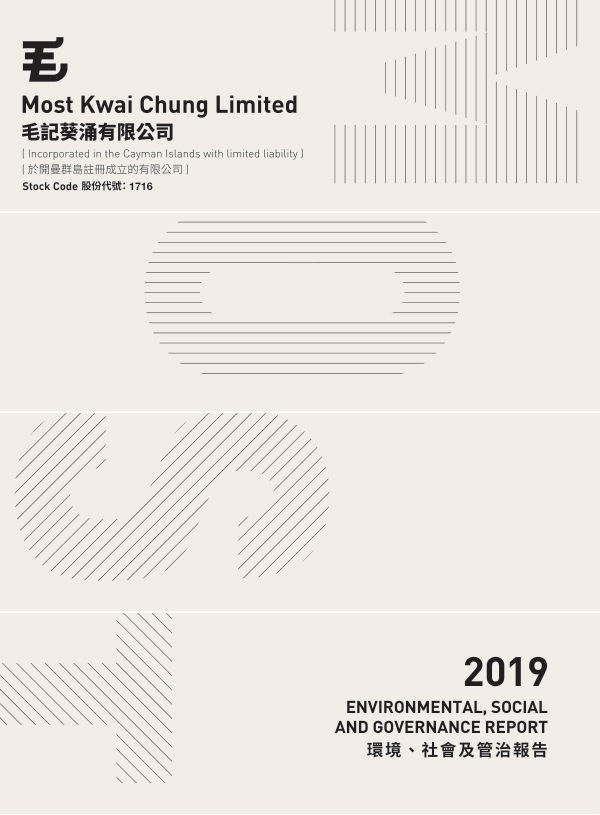 毛
Most Kwai Chung Limited
毛記葵涌有限公司
( Incorporated in the Cayman Islands with limited liability )
( 於開曼群島註冊成立的有限公司 )
Stock Code 股份代號: 1716
M
O
S
T
2019
ENVIRONMENTAL, SOCIAL
AND GOVERNANCE REPORT
環境、社會及管治報告